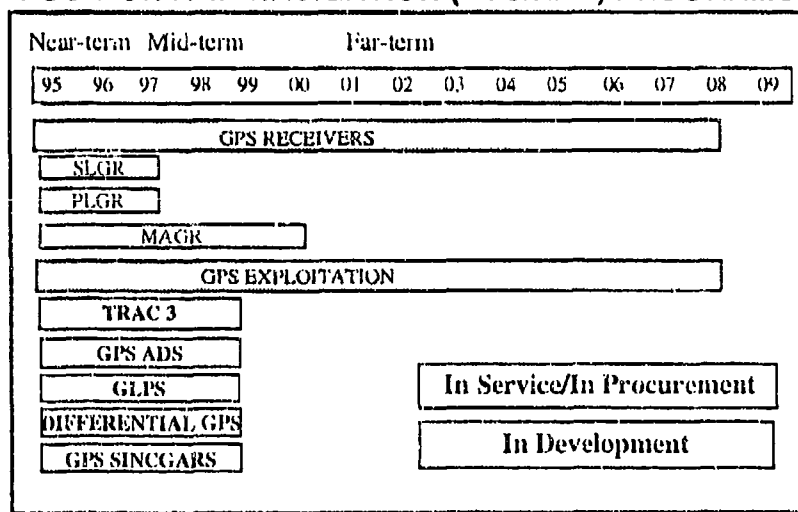 Near-term Mid-term Far-term
95 96 97 98 99 00 01 02 03 04 05 06 07 08 09
GPS RECEIVERS
SLGR
PLGR
MAGR
GPS EXPLOITATION
TRAC 3
GPS ADS
GLPS
DIFFERENTIAL GPS
GPS SINCGARS
In Service/In Procurement
In Development